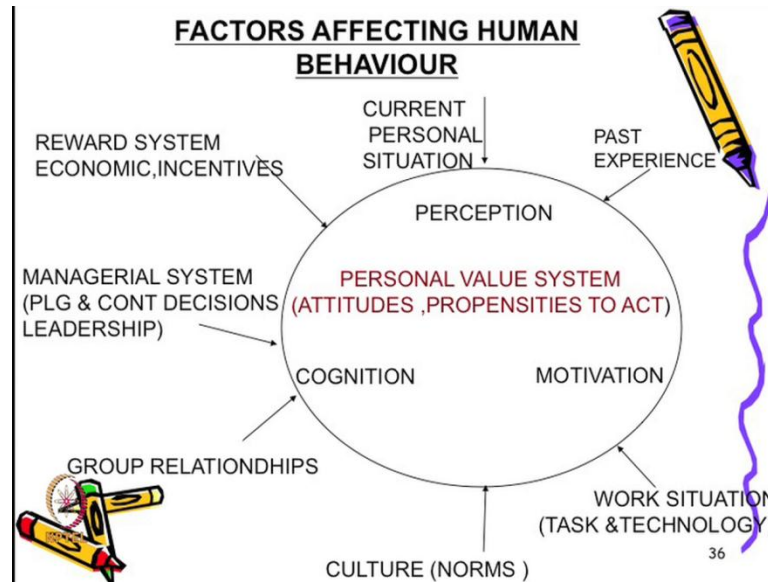 FACTORS AFFECTING HUMAN
BEHAVIOUR
CURRENT
PERSONAL
SITUATION
REWARD SYSTEM
ECONOMIC,INCENTIVES
PAST
EXPERIENCE
PERCEPTION
MANAGERIAL SYSTEM
(PLG & CONT DECISIONS
LEADERSHIP)
PERSONAL VALUE SYSTEM
(ATTITUDES ,PROPENSITIES TO ACT)
COGNITION
MOTIVATION
GROUP RELATIONDHIPS
WORK SITUATION
(TASK &TECHNOLOGY
CULTURE (NORMS )
36
NPTEL